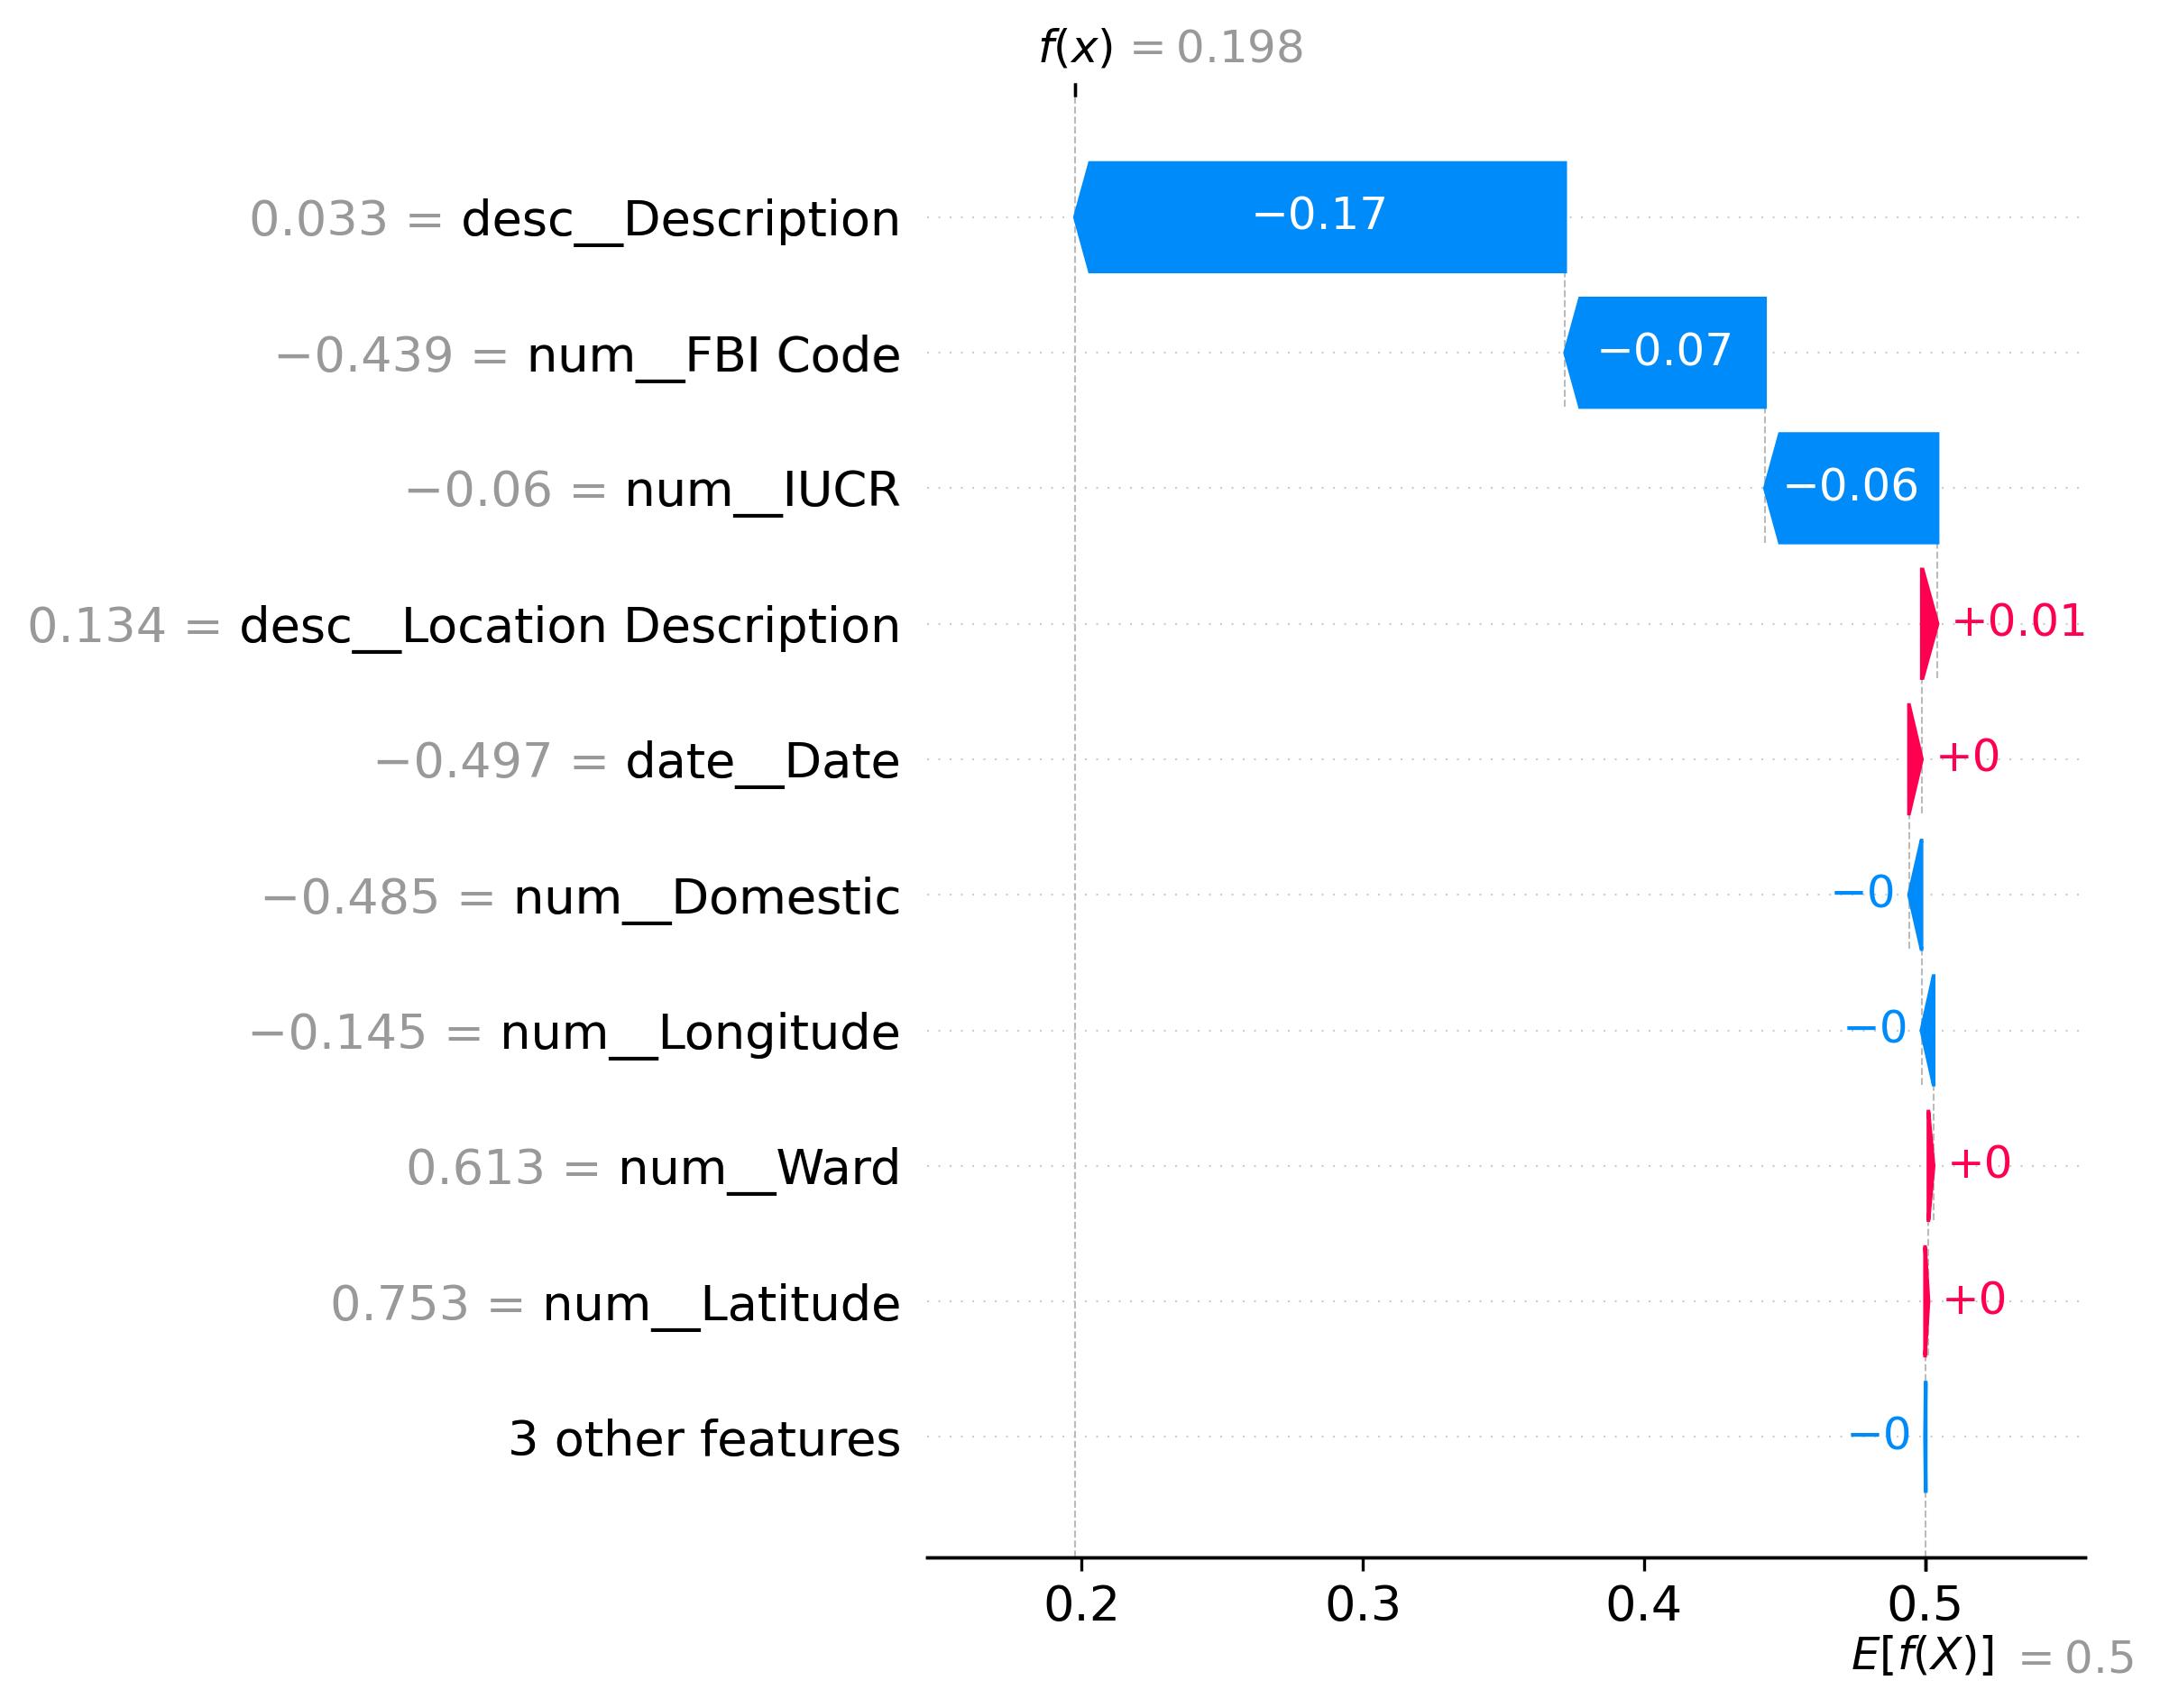 f(x) = 0.198
0.033 = desc__Description −0.17
−0.439 = num__FBI Code −0.07
−0.06 = num__IUCR −0.06
0.134 = desc__Location Description +0.01
−0.497 = date__Date +0
−0.485 = num__Domestic −0
−0.145 = num__Longitude −0
0.613 = num__Ward +0
0.753 = num__Latitude +0
3 other features −0
0.2 0.3 0.4 0.5
E[f(X)] = 0.5